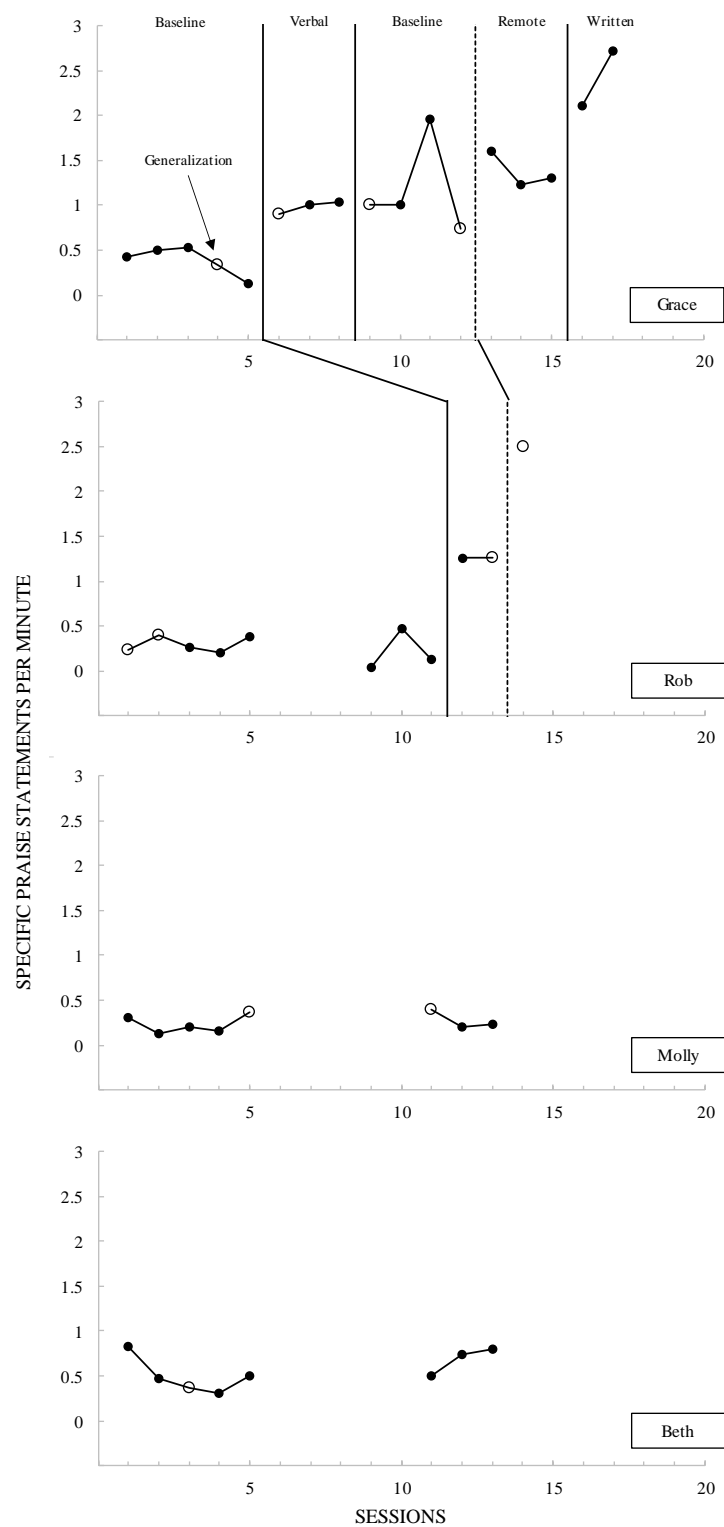 Baseline Verbal Baseline Remote Written
3
2.5
2
1.5
1
0.5
0
Generalization
Grace
5 10 15 20
3
2.5
2
1.5
1
0.5
0
Rob
5 10 15 20
SPECIFIC PRAISE STATEMENTS PER MINUTE
3
2.5
2
1.5
1
0.5
0
Molly
5 10 15 20
3
2.5
2
1.5
1
0.5
0
Beth
5 10 15 20
SESSIONS